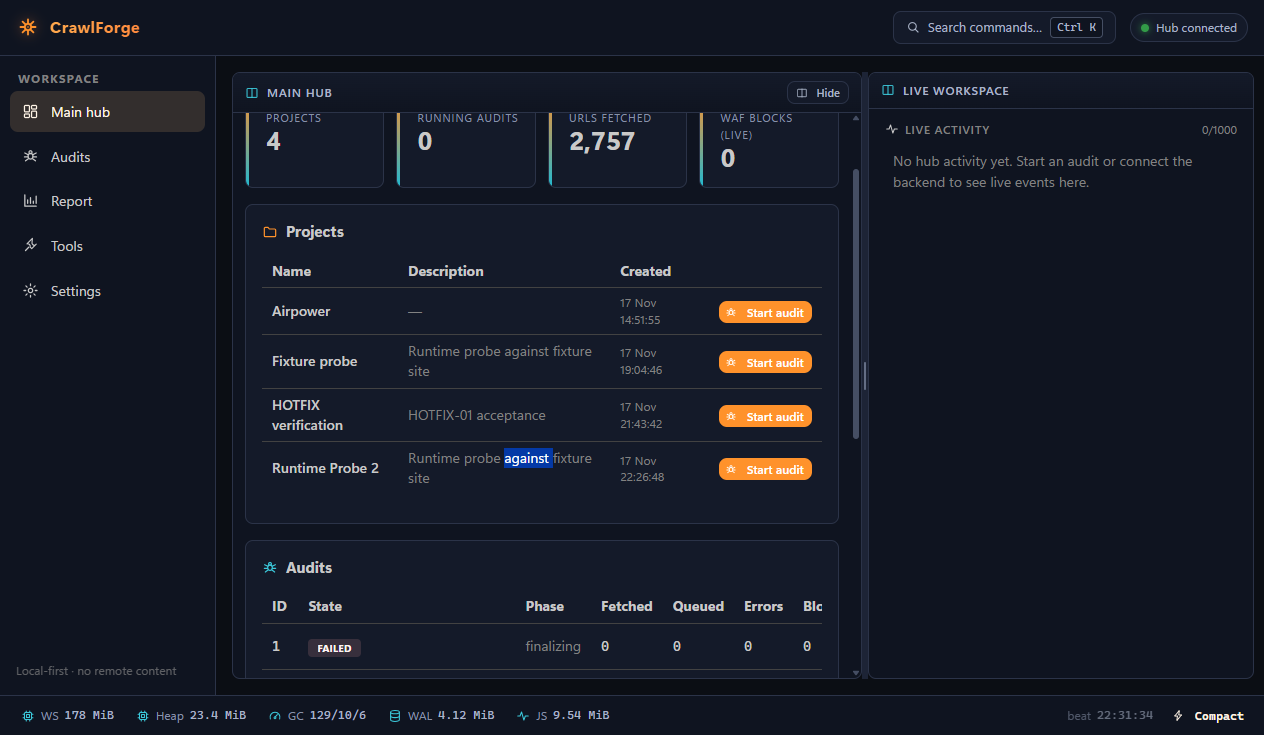 CrawlForge
Search commands... Ctrl K
Hub connected
WORKSPACE
Main hub
Audits
Report
Tools
Settings
Local-first · no remote content
MAIN HUB
Hide
PROJECTS
4
RUNNING AUDITS
0
URLS FETCHED
2,757
WAF BLOCKS
(LIVE)
0
Projects
Name Description Created
Airpower — 17 Nov
14:51:55
Start audit
Fixture probe
Runtime probe against fixture
site
17 Nov
19:04:46
Start audit
HOTFIX
verification
HOTFIX-01 acceptance
17 Nov
21:43:42
Start audit
Runtime Probe 2
Runtime probe against fixture
site
17 Nov
22:26:48
Start audit
Audits
ID State Phase Fetched Queued Errors Blo
1 FAILED finalizing 0 0 0 0
LIVE WORKSPACE
LIVE ACTIVITY 0/1000
No hub activity yet. Start an audit or connect the
backend to see live events here.
WS 178 MiB Heap 23.4 MiB GC 129/10/6 WAL 4.12 MiB JS 9.54 MiB beat 22:31:34 Compact